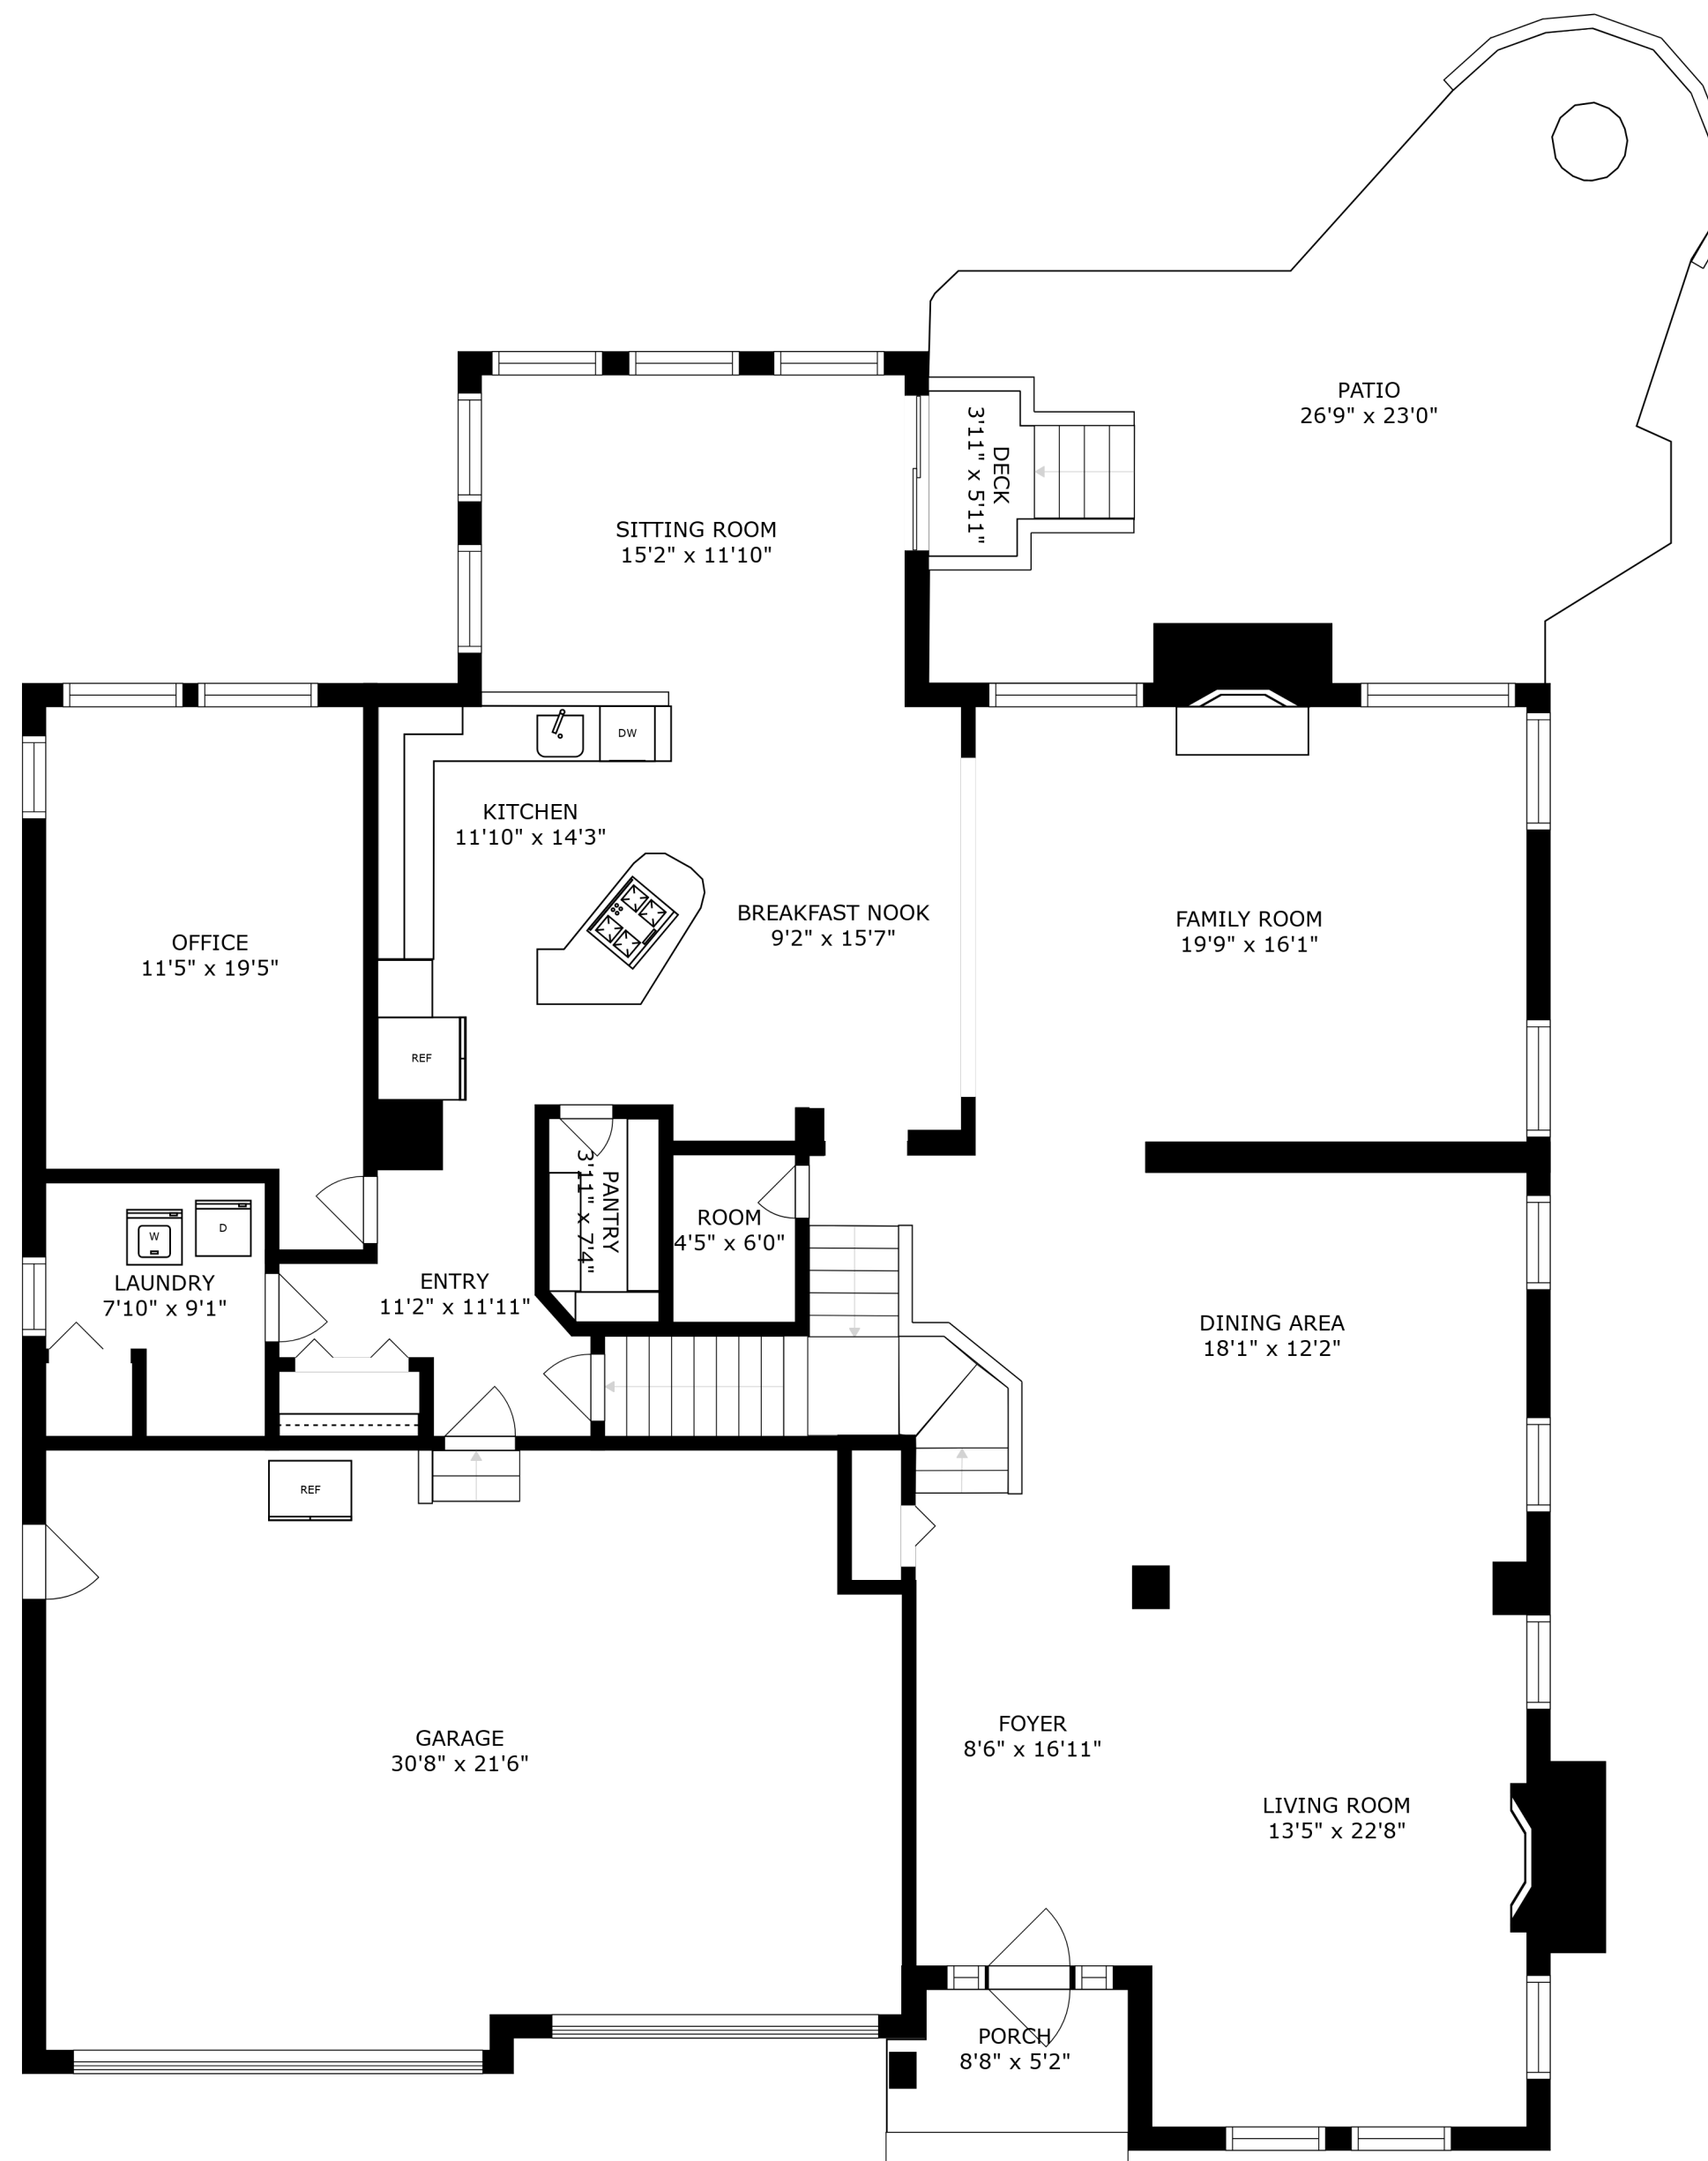 PATIO
26'9" x 23'0"
DECK
3'11" x 5'11"
SITTING ROOM
15'2" x 11'10"
DW
KITCHEN
11'10" x 14'3"
BREAKFAST NOOK
9'2" x 15'7"
FAMILY ROOM
19'9" x 16'1"
OFFICE
11'5" x 19'5"
REF
PANTRY
3'11" x 7'4"
ROOM
4'5" x 6'0"
W
D
LAUNDRY
7'10" x 9'1"
ENTRY
11'2" x 11'11"
DINING AREA
18'1" x 12'2"
REF
GARAGE
30'8" x 21'6"
FOYER
8'6" x 16'11"
LIVING ROOM
13'5" x 22'8"
PORCH
8'8" x 5'2"